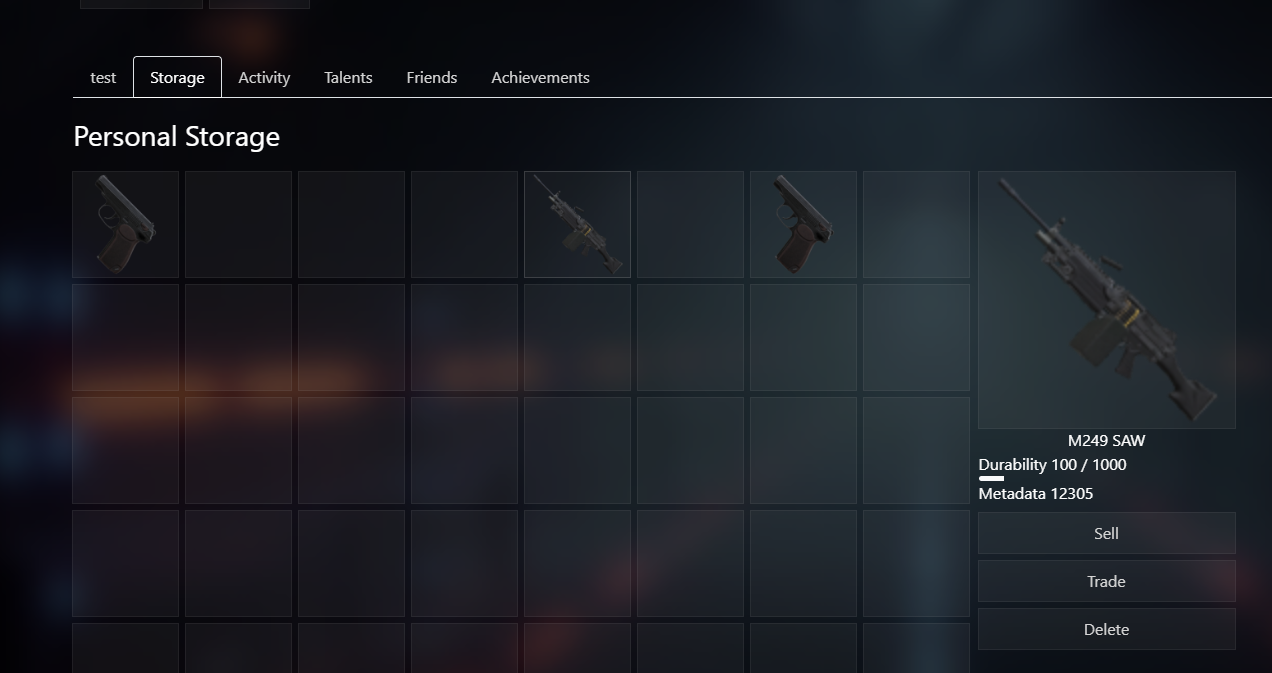 test Storage Activity Talents Friends Achievements
Personal Storage
M249 SAW
Durability 100 / 1000
Metadata 12305
Sell
Trade
Delete